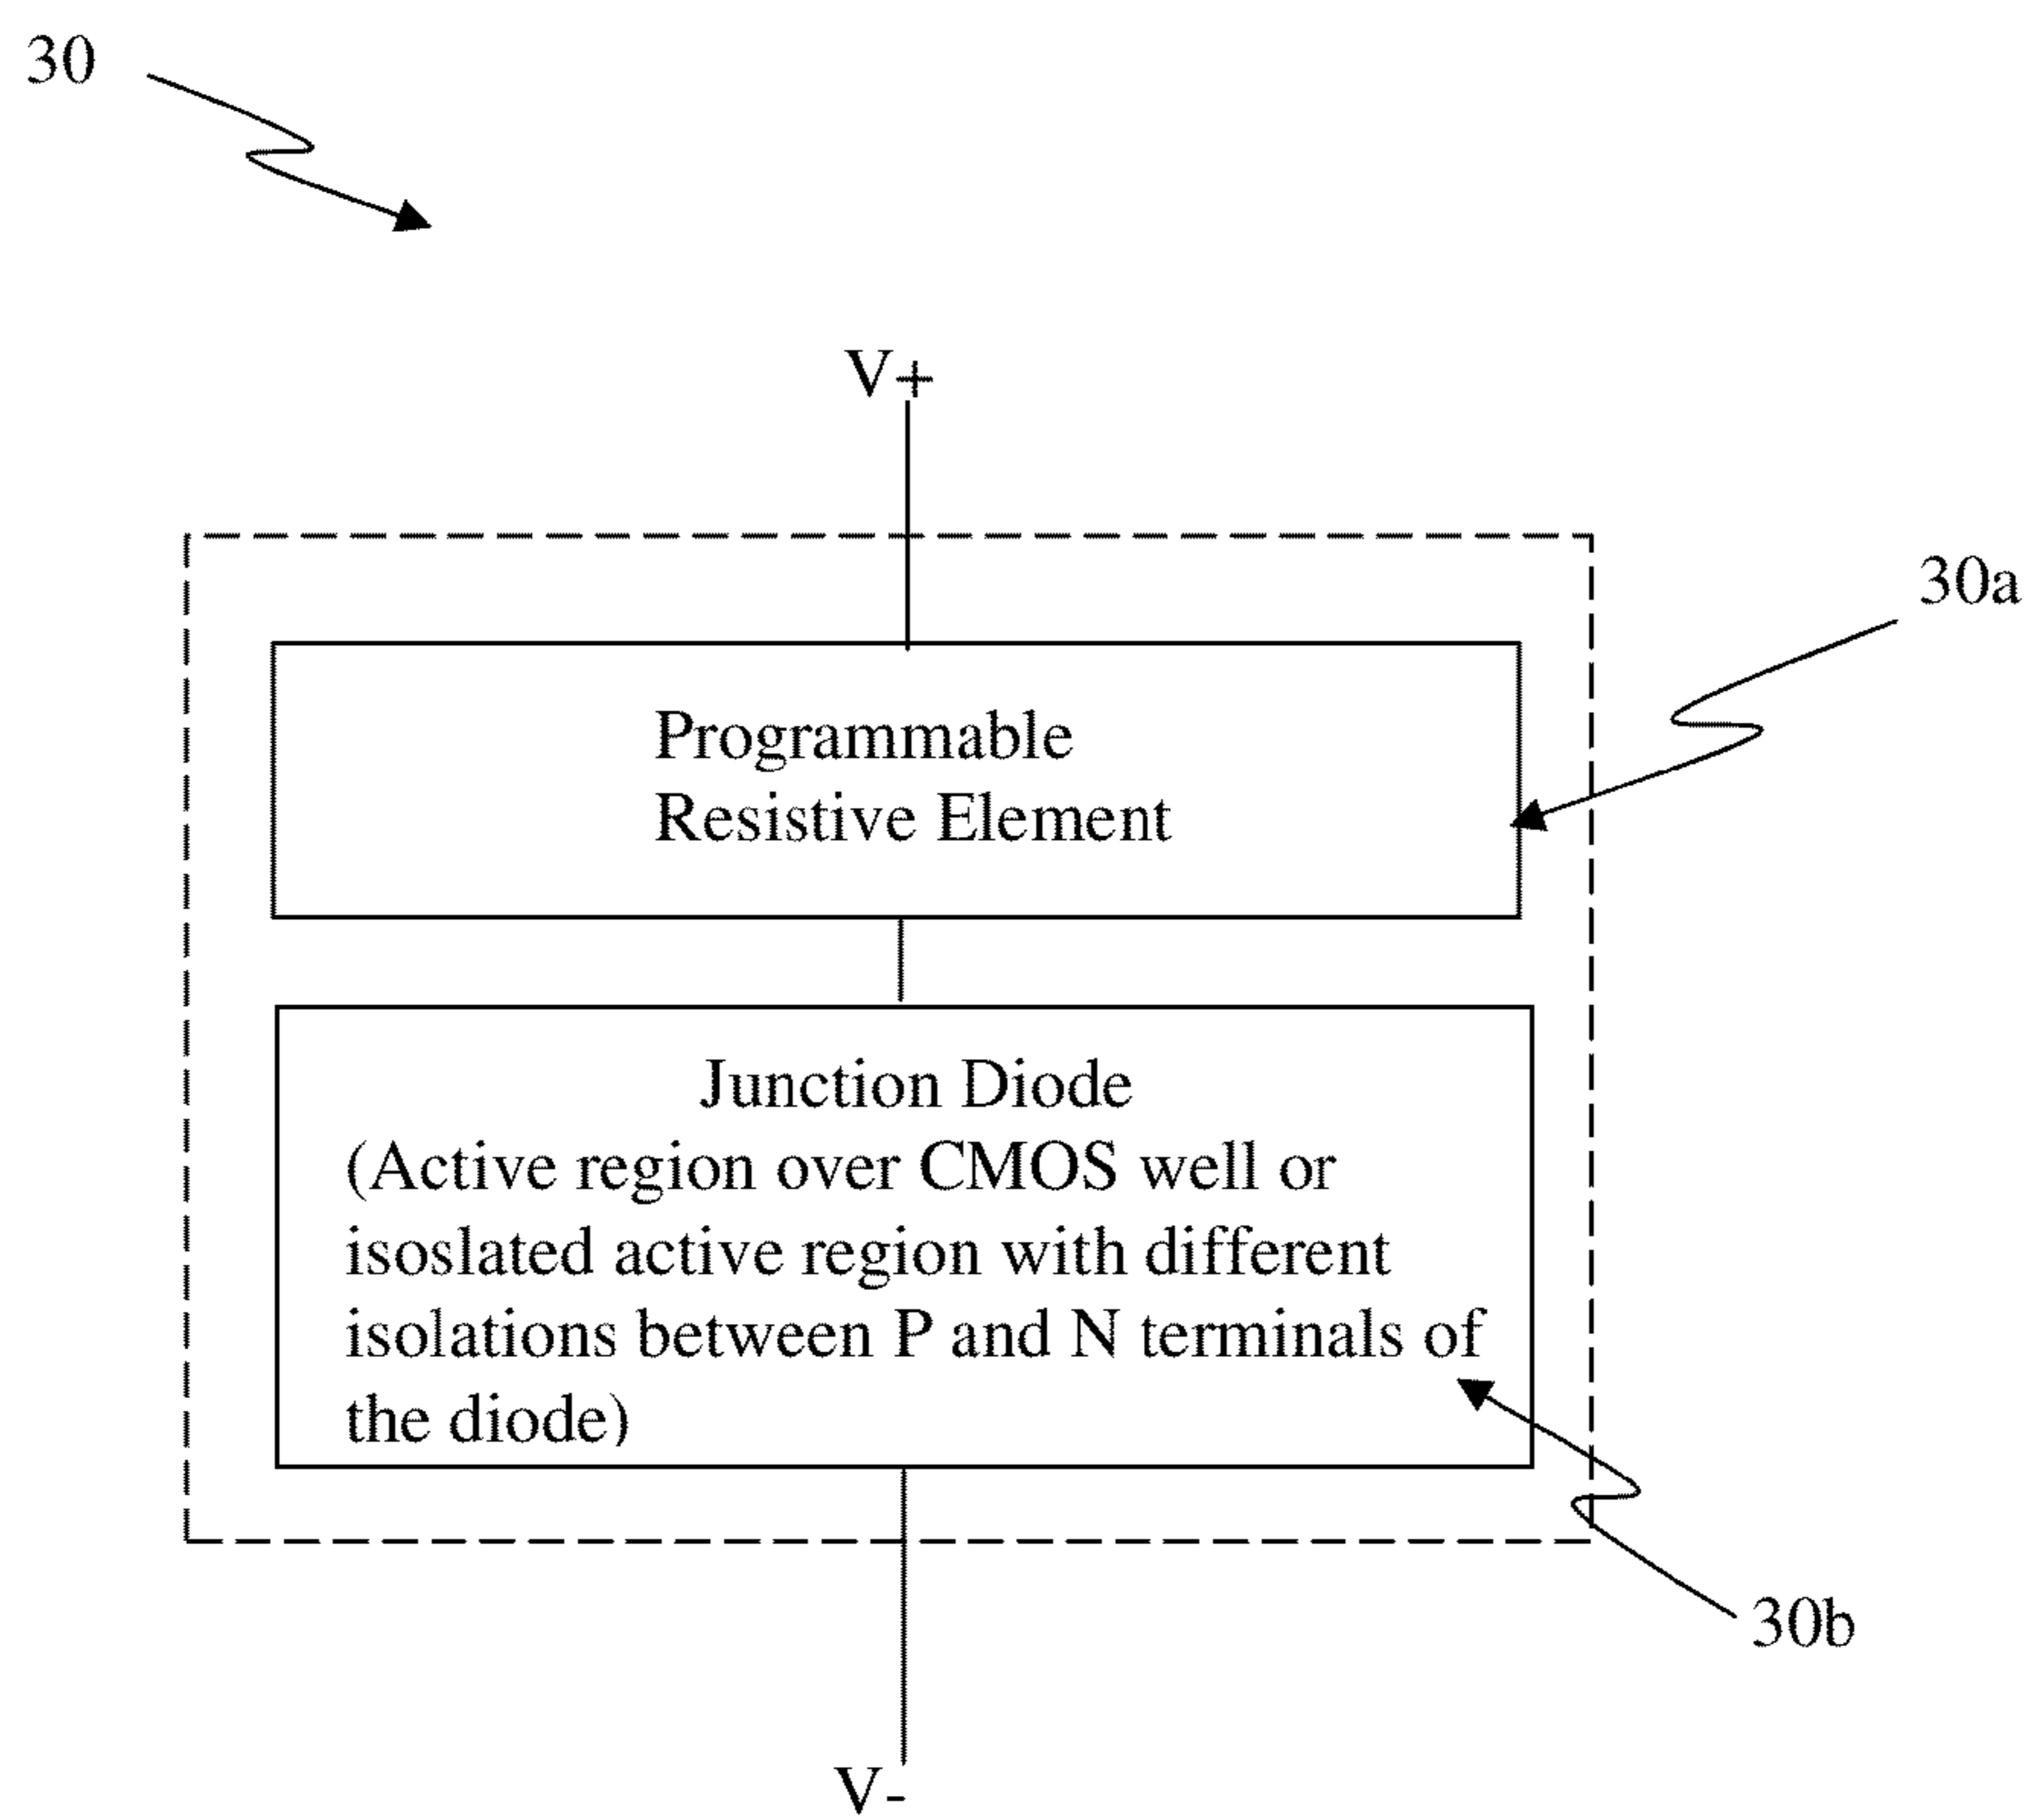 30
V+
30a
Programmable
Resistive Element
Junction Diode
(Active region over CMOS well or
isoslated active region with different
isolations between P and N terminals of
the diode)
30b
V-